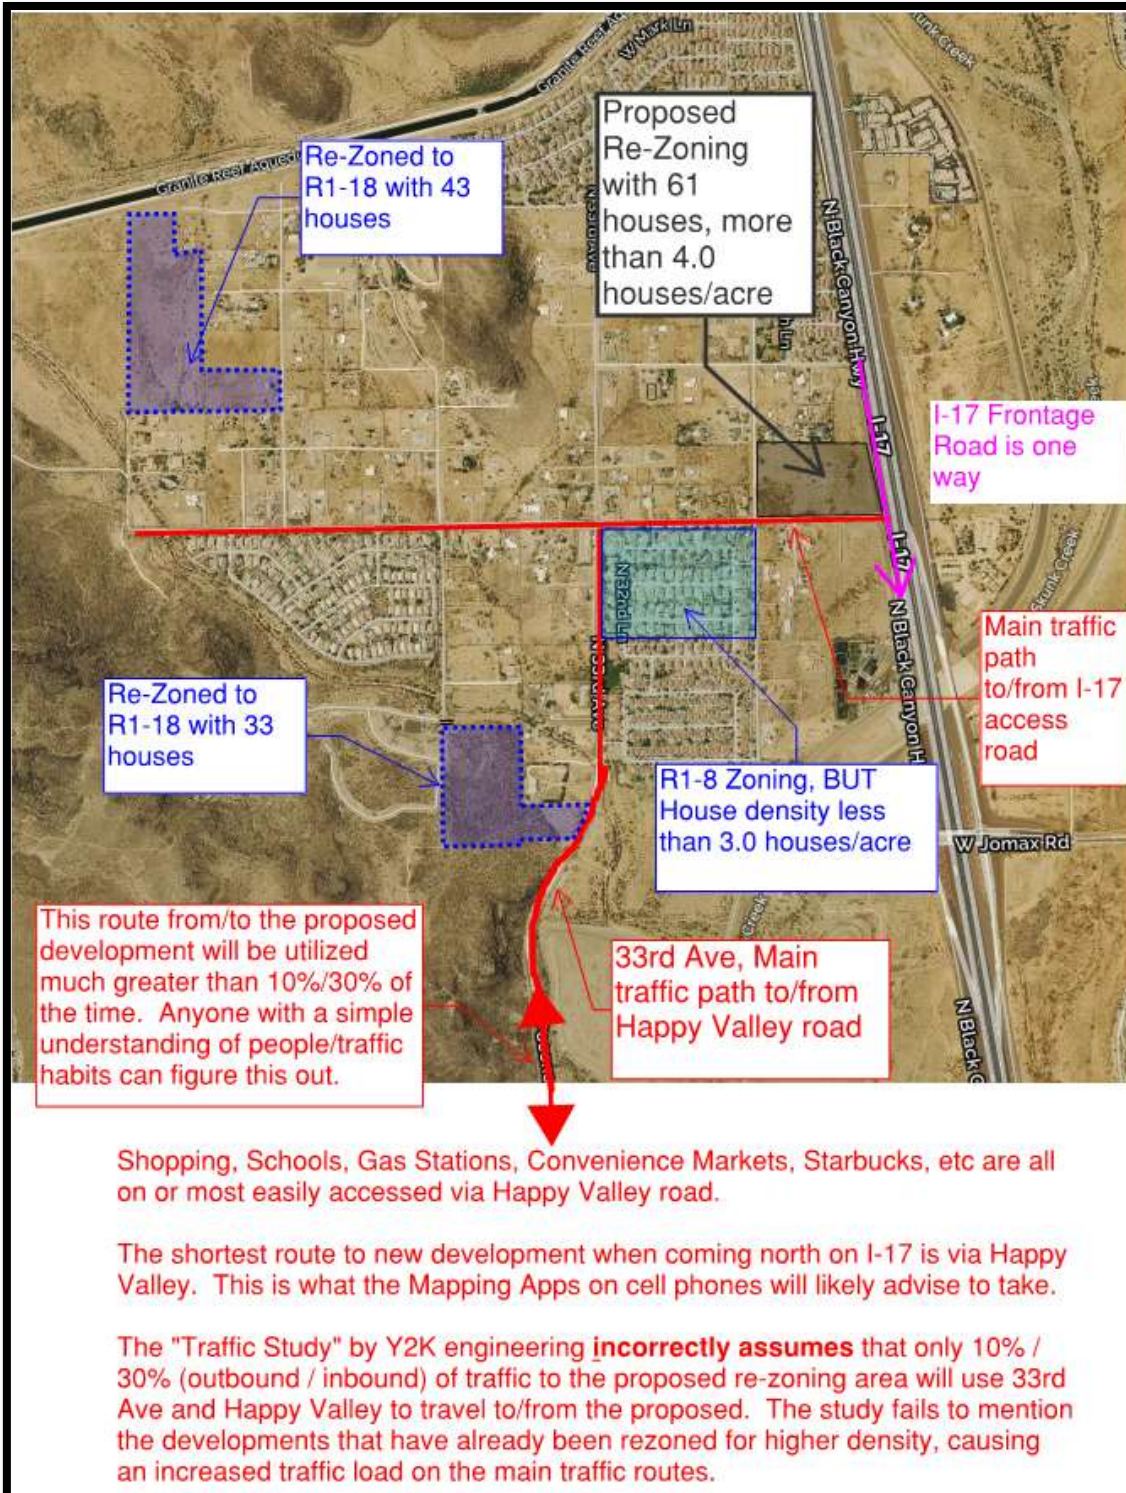 W Mark Ln
Granite Reef Aq
Skunk Creek
Granite Reef Aquedu
Re-Zoned to
R1-18 with 43
houses
Proposed
Re-Zoning
with 61
houses, more
than 4.0
houses/acre
N 33rd Ave
N Black Canyon Hwy
h Ln
I-17
I-17 Frontage
Road is one
way
I-17
Skunk Creek
N 32nd Ln
N 33rd Ave
N Black Canyon H
Main traffic
path
to/from I-17
access
road
Re-Zoned to
R1-18 with 33
houses
R1-8 Zoning, BUT
House density less
than 3.0 houses/acre
W Jomax Rd
Creek
This route from/to the proposed
development will be utilized
much greater than 10%/30% of
the time.  Anyone with a simple
understanding of people/traffic
habits can figure this out.
33rd Ave, Main
traffic path to/from
Happy Valley road
N Black C
Shopping, Schools, Gas Stations, Convenience Markets, Starbucks, etc are all
on or most easily accessed via Happy Valley road.
The shortest route to new development when coming north on I-17 is via Happy
Valley.  This is what the Mapping Apps on cell phones will likely advise to take.
The "Traffic Study" by Y2K engineering incorrectly assumes that only 10% /
30% (outbound / inbound) of traffic to the proposed re-zoning area will use 33rd
Ave and Happy Valley to travel to/from the proposed.  The study fails to mention
the developments that have already been rezoned for higher density, causing
an increased traffic load on the main traffic routes.